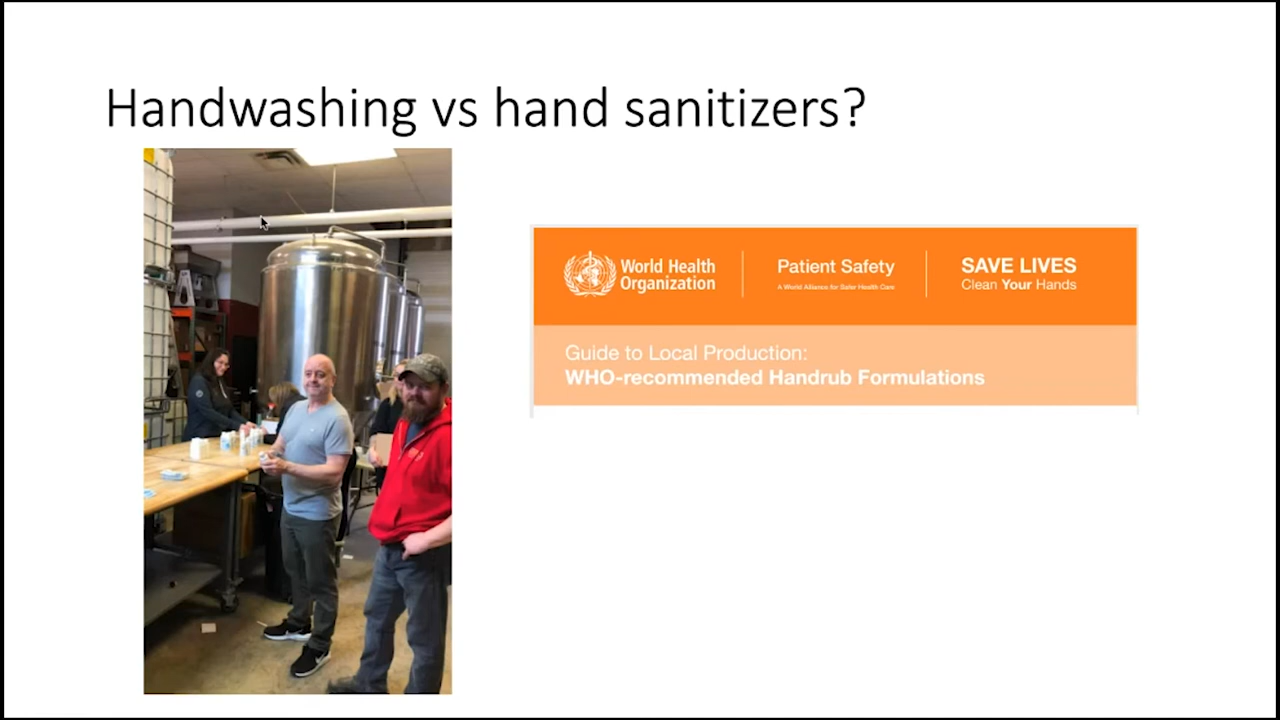 Handwashing vs hand sanitizers?
World Health
Organization
Patient Safety
A World Alliance for Safer Health Care
SAVE LIVES
Clean Your Hands
Guide to Local Production:
WHO-recommended Handrub Formulations